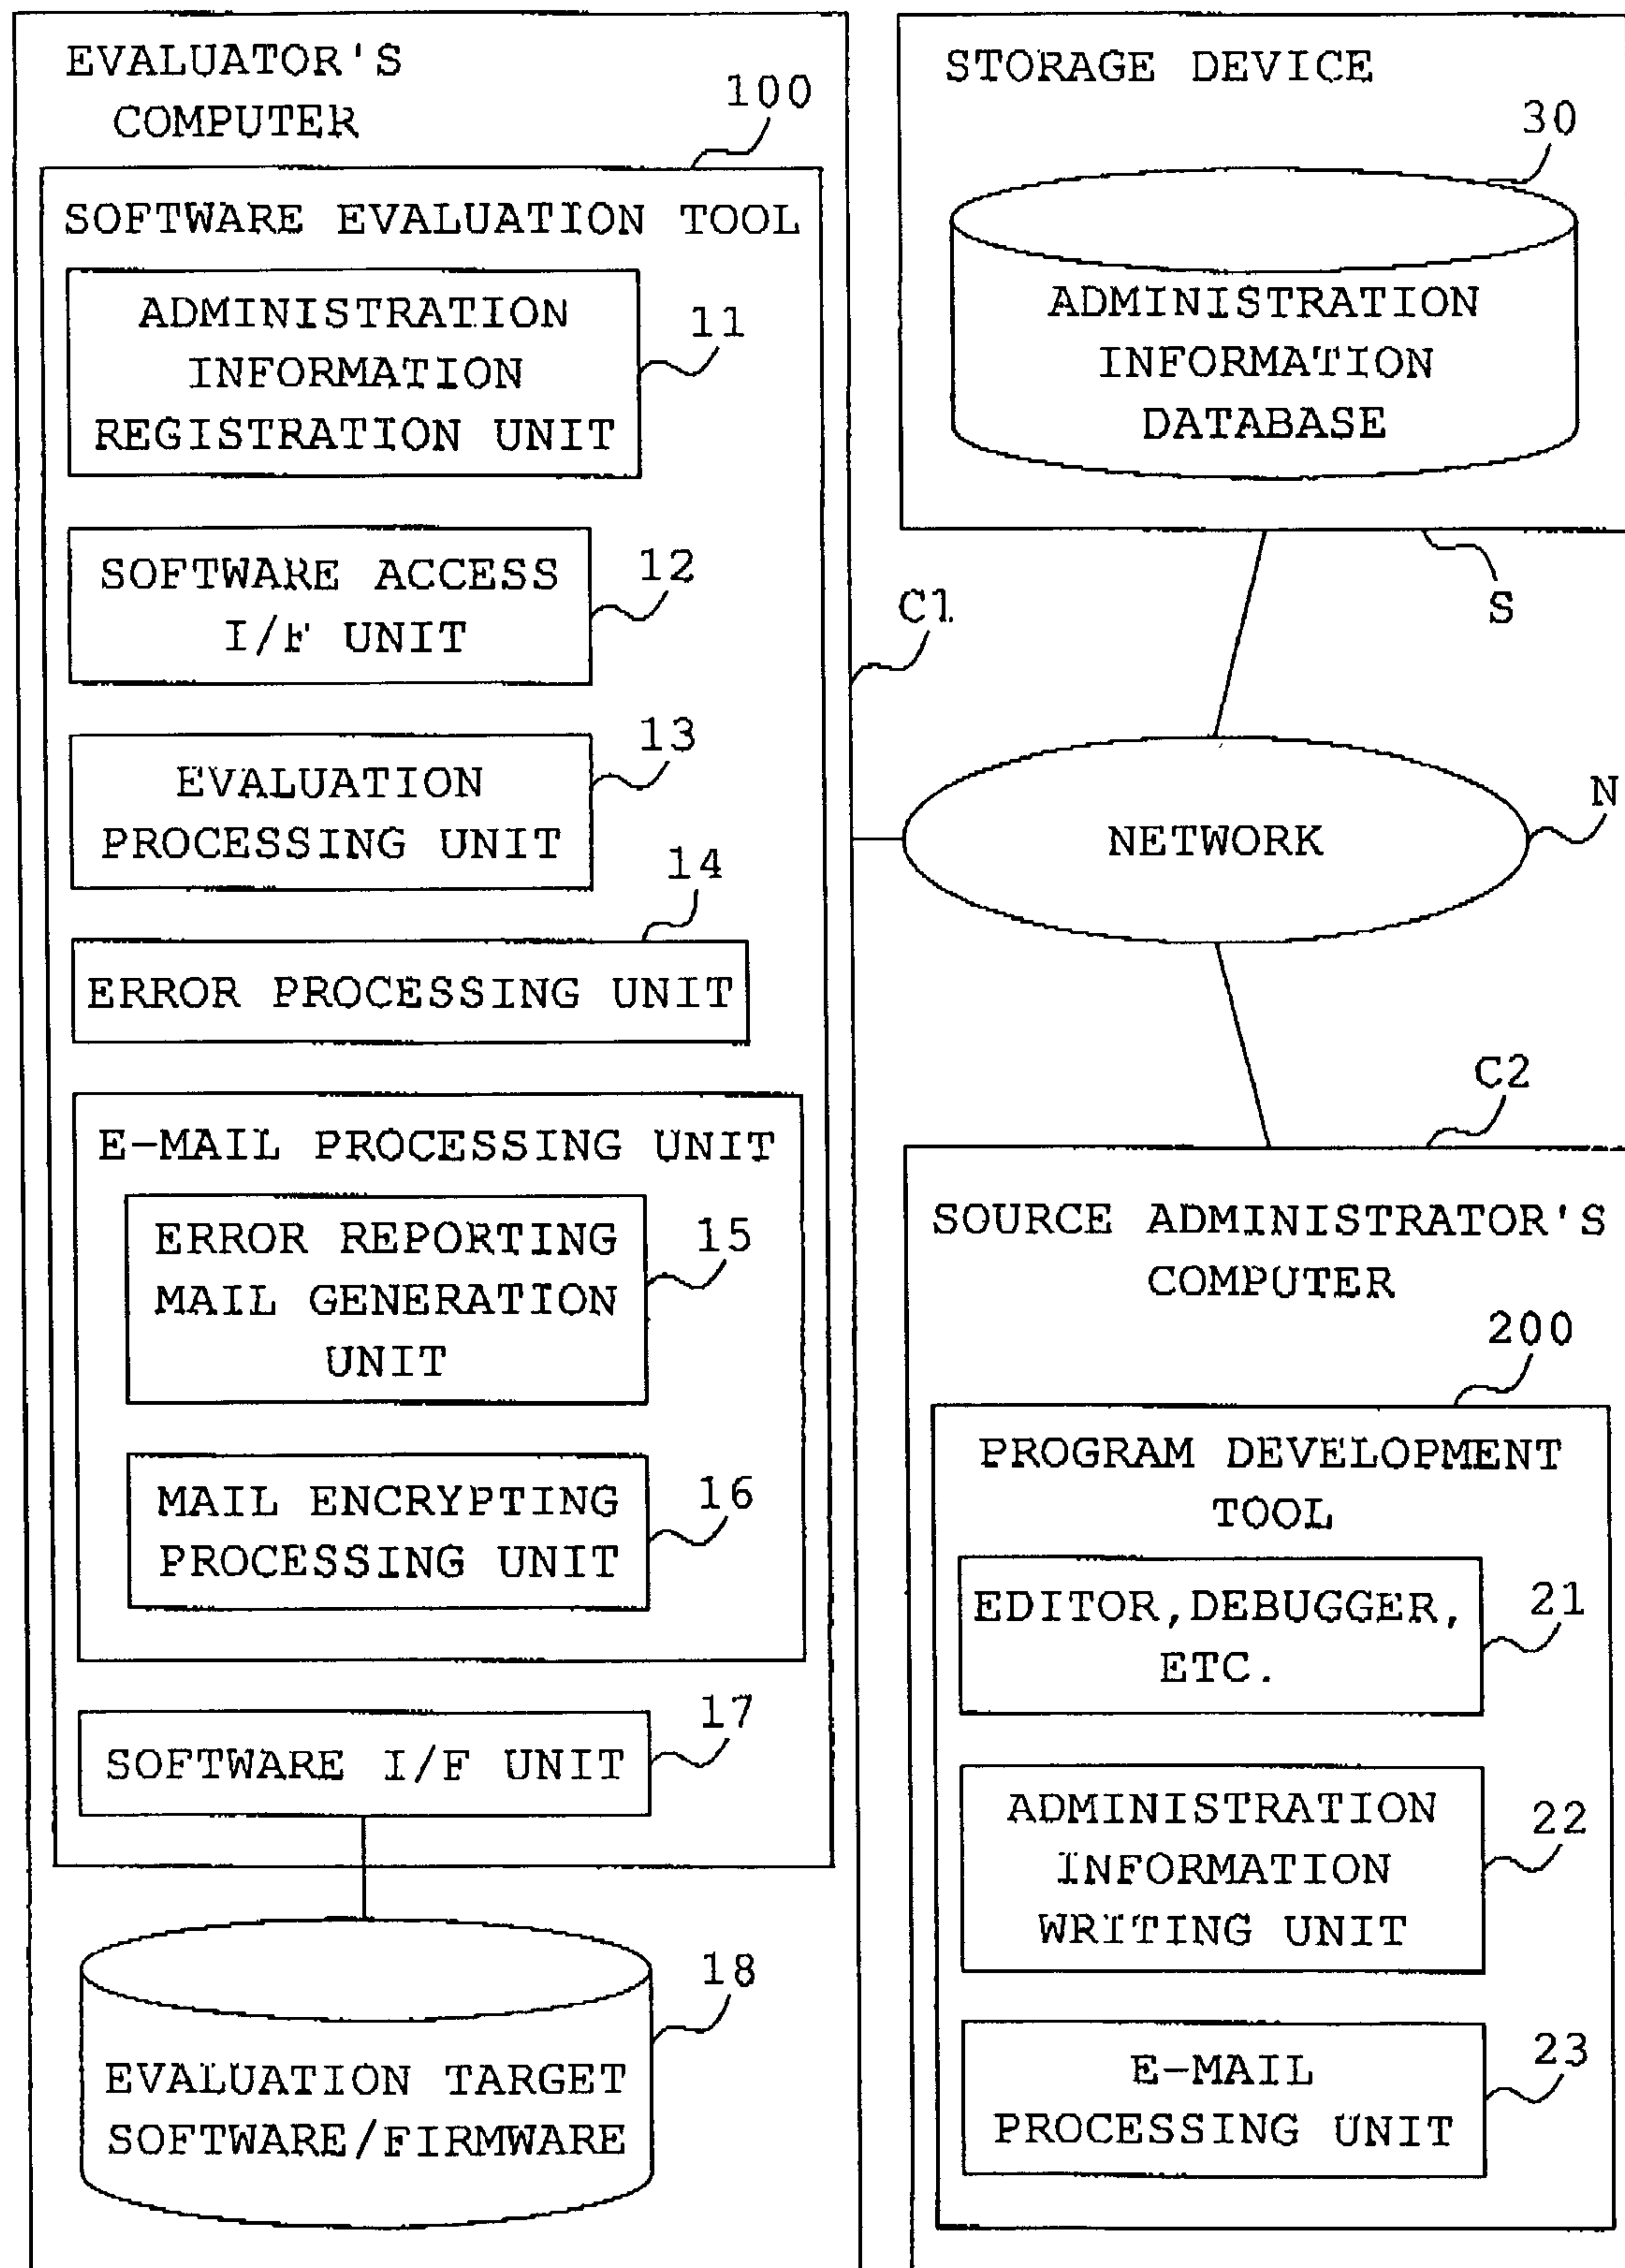 EVALUATOR'S
COMPUTER
100
SOFTWARE EVALUATION TOOL
ADMINISTRATION
INFORMATION
REGISTRATION UNIT
11
SOFTWARE ACCESS
I/F UNIT
12
EVALUATION
PROCESSING UNIT
13
14
ERROR PROCESSING UNIT
E-MAIL PROCESSING UNIT
ERROR REPORTING
MAIL GENERATION
UNIT
15
MAIL ENCRYPTING
PROCESSING UNIT
16
SOFTWARE I/F UNIT
17
EVALUATION TARGET
SOFTWARE/FIRMWARE
18
C1
STORAGE DEVICE
30
ADMINISTRATION
INFORMATION
DATABASE
S
NETWORK
N
C2
SOURCE ADMINISTRATOR'S
COMPUTER
200
PROGRAM DEVELOPMENT
TOOL
EDITOR,DEBUGGER,
ETC.
21
ADMINISTRATION
INFORMATION
WRITING UNIT
22
E-MAIL
PROCESSING UNIT
23